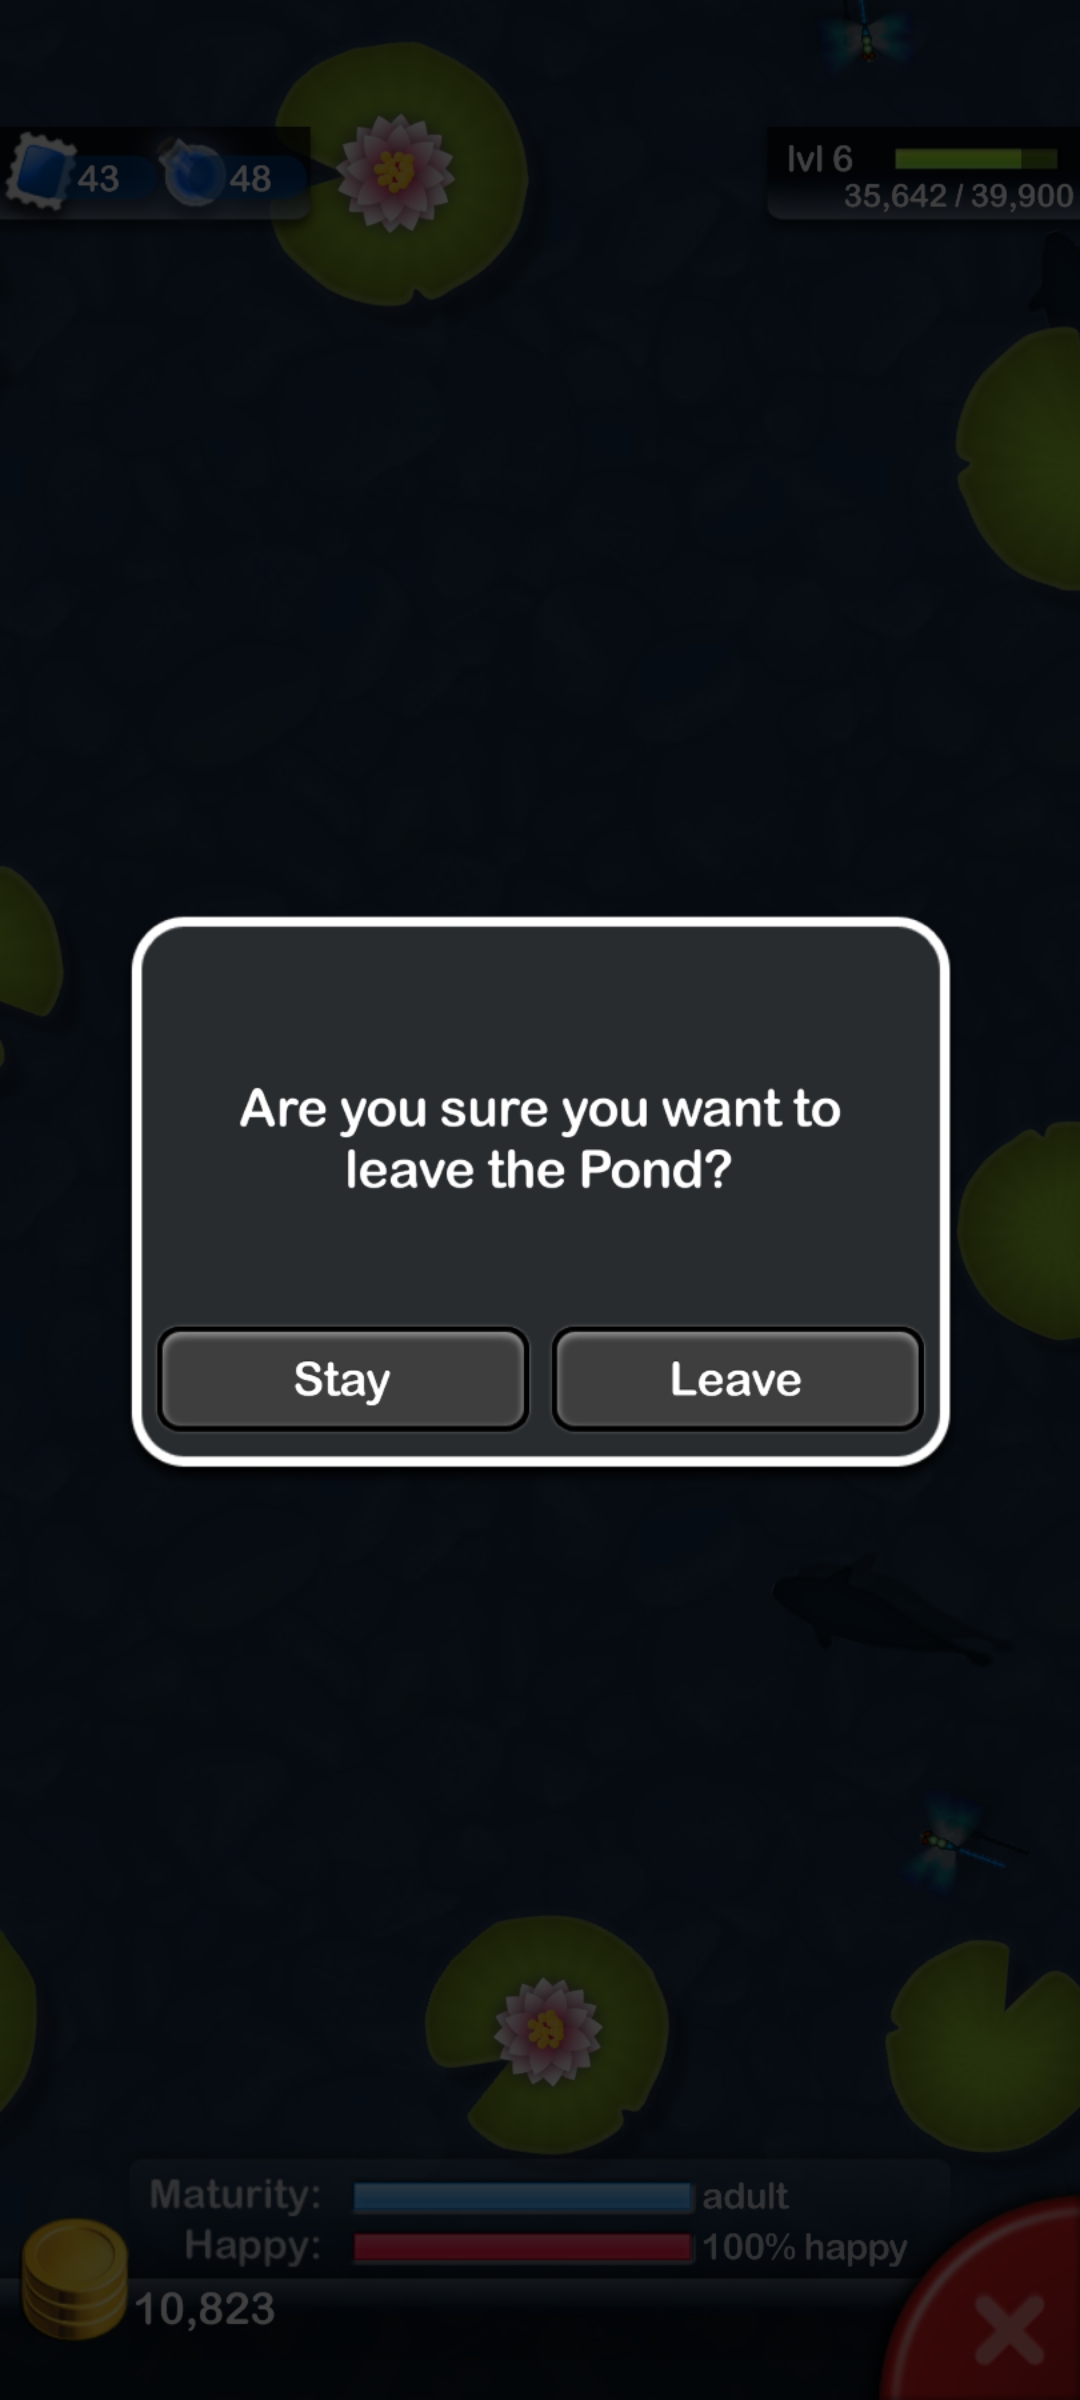 43
48
lvl 6
35,642 / 39,900
Are you sure you want to
leave the Pond?
Stay
Leave
Maturity:
adult
Happy:
100% happy
10,823